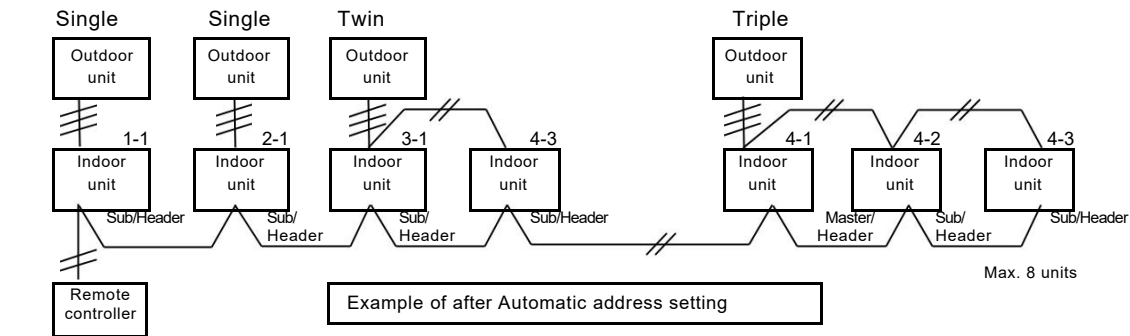 Single
Single
Twin
Triple
Outdoor
unit
Outdoor
unit
Outdoor
unit
Outdoor
unit
1-1
2-1
3-1
4-3
4-1
4-2
4-3
Indoor
unit
Indoor
unit
Indoor
unit
Indoor
unit
Indoor
unit
Indoor
unit
Indoor
unit
Sub/Header
Sub/
Header
Sub/
Header
Sub/Header
Master/
Header
Sub/
Header
Sub/Header
Max. 8 units
Remote
controller
Example of after Automatic address setting